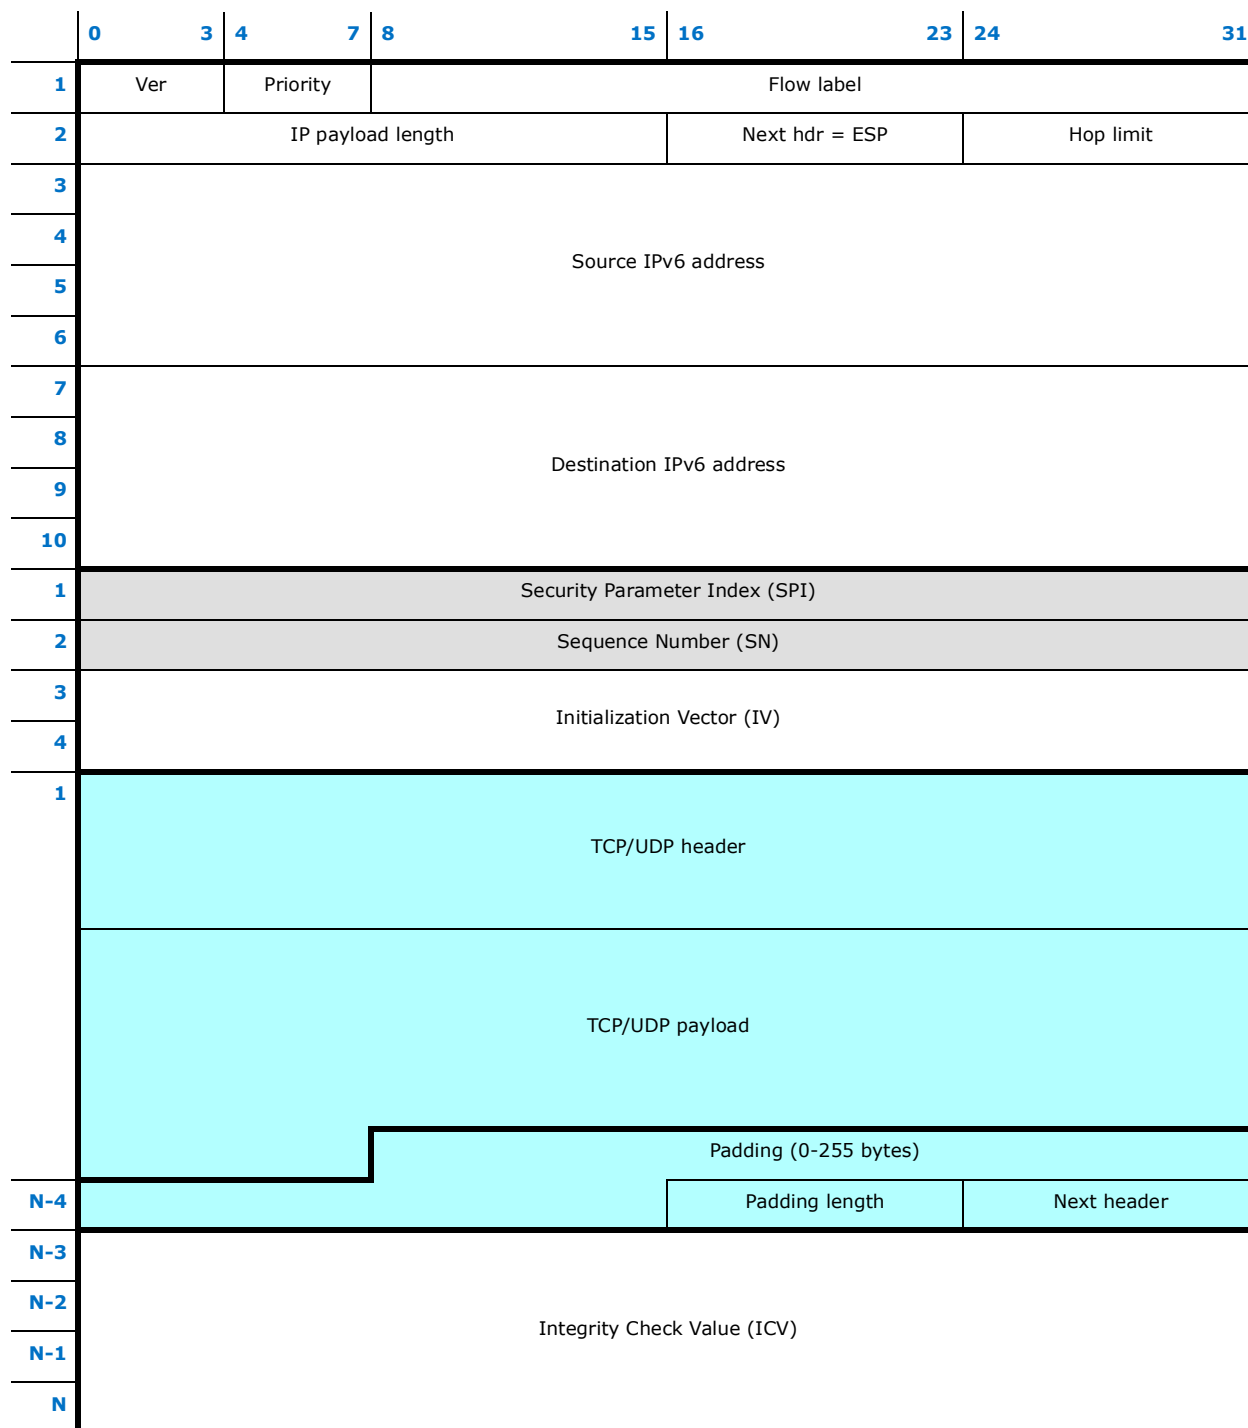 0 3 4 7 8 15 16 23 24 31
1 Ver Priority Flow label
2 IP payload length Next hdr = ESP Hop limit
3
4
Source IPv6 address
5
6
7
8
Destination IPv6 address
9
10
1 Security Parameter Index (SPI)
2 Sequence Number (SN)
3
Initialization Vector (IV)
4
1
TCP/UDP header
TCP/UDP payload
Padding (0-255 bytes)
N-4 Padding length Next header
N-3
N-2
Integrity Check Value (ICV)
N-1
N